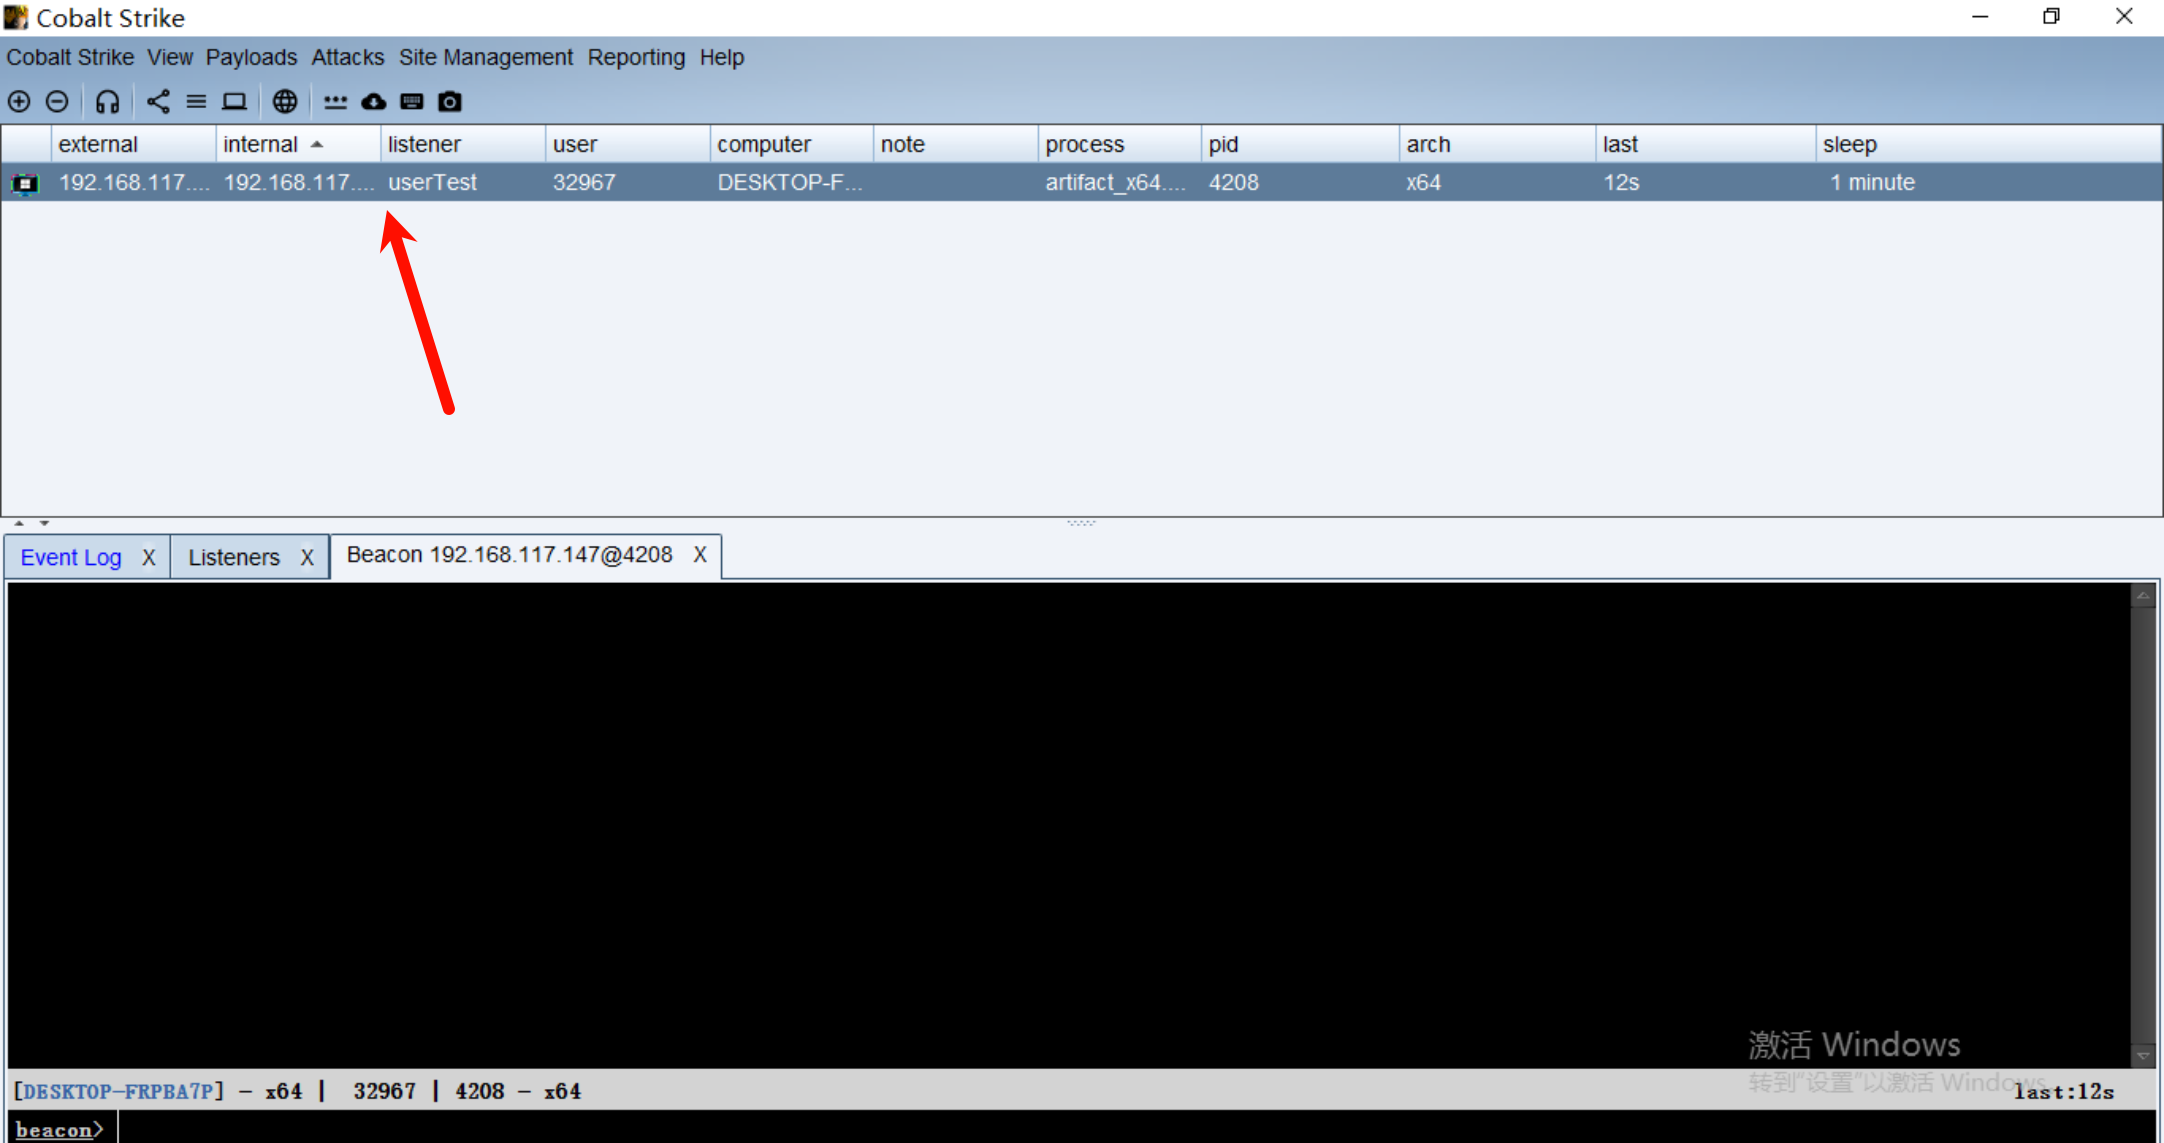 Cobalt Strike
Cobalt Strike View Payloads Attacks Site Management Reporting Help
external internal listener user computer note process pid arch last sleep
192.168.117.... 192.168.117.... userTest 32967 DESKTOP-F... artifact_x64.... 4208 x64 12s 1 minute
Event Log X Listeners X Beacon 192.168.117.147@4208 X
激活 Windows
转到"设置"以激活 Windows。
[DESKTOP-FRPBA7P] - x64 | 32967 | 4208 - x64 last:12s
beacon>